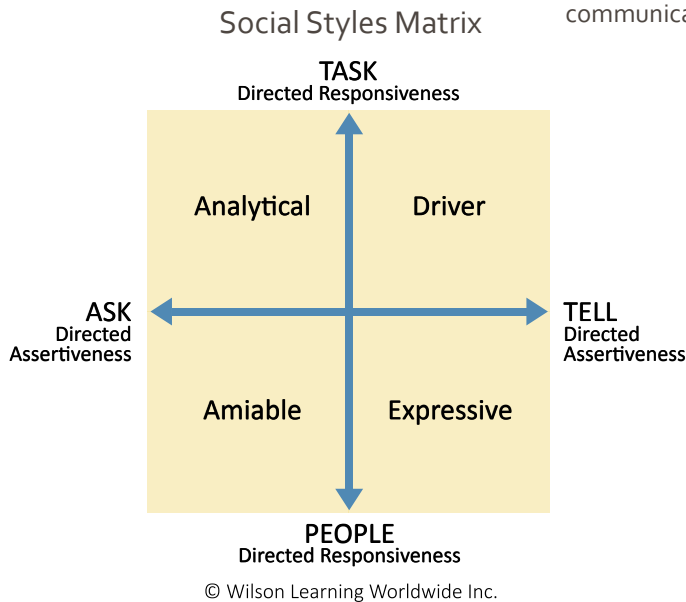 Social Styles Matrix
TASK
Directed Responsiveness
Analytical
Driver
ASK
Directed
Assertiveness
TELL
Directed
Assertiveness
Amiable
Expressive
PEOPLE
Directed Responsiveness
© Wilson Learning Worldwide Inc.